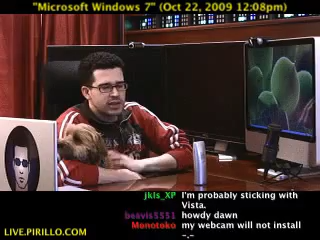 "Microsoft Windows 7" (Oct 22, 2009 12:08pm)
jkls_XP I'm probably sticking with
Vista.
beavis5551 howdy dawn
Monotoko my webcam will not install
-.-
LIVE.PIRILLO.COM